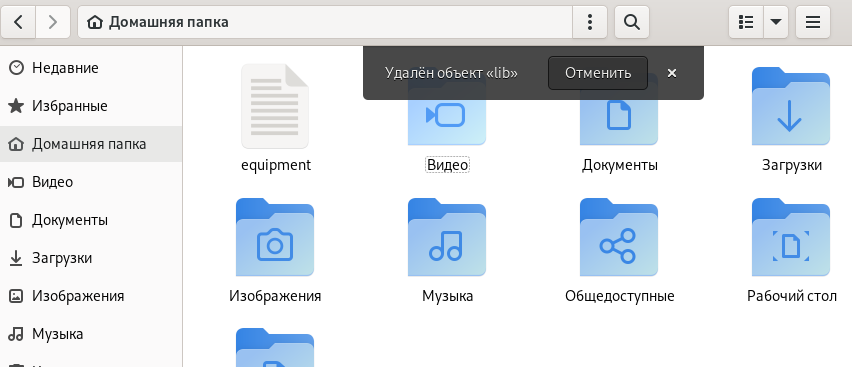 Домашняя папка
Недавние
Избранные
Домашняя папка
Видео
Документы
Загрузки
Изображения
Музыка
Удалён объект «lib»
Отменить
equipment
Видео
Документы
Загрузки
Изображения
Музыка
Общедоступные
Рабочий стол